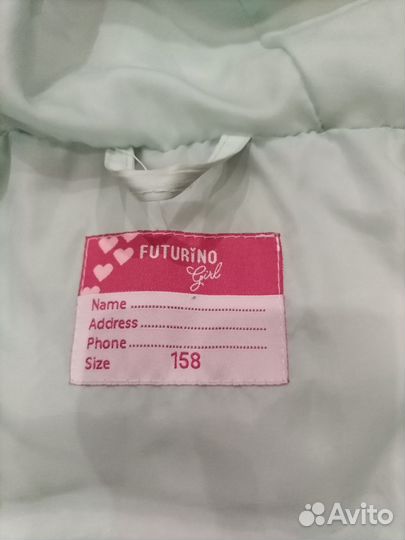 FUTURiNO
Girl
Name ........................
Address ........................
Phone ........................
Size 158
Avito